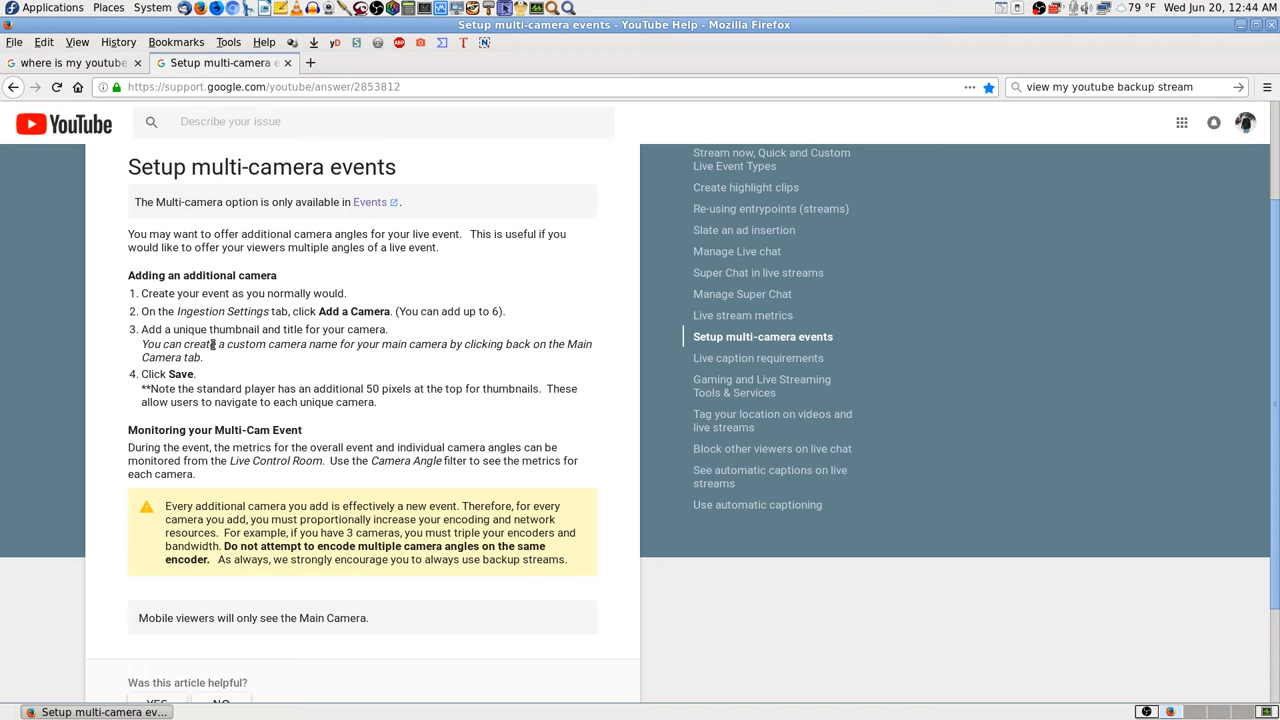 Applications Places System 79 °F Wed Jun 20, 12:44 AM
Setup multi-camera events - YouTube Help - Mozilla Firefox
File Edit View History Bookmarks Tools Help
where is my youtube
Setup multi-camera e
https://support.google.com/youtube/answer/2853812
view my youtube backup stream
YouTube
Describe your issue
Setup multi-camera events
The Multi-camera option is only available in Events .
You may want to offer additional camera angles for your live event. This is useful if you
would like to offer your viewers multiple angles of a live event.
Adding an additional camera
1. Create your event as you normally would.
2. On the Ingestion Settings tab, click Add a Camera. (You can add up to 6).
3. Add a unique thumbnail and title for your camera.
You can create a custom camera name for your main camera by clicking back on the Main
Camera tab.
4. Click Save.
**Note the standard player has an additional 50 pixels at the top for thumbnails. These
allow users to navigate to each unique camera.
Monitoring your Multi-Cam Event
During the event, the metrics for the overall event and individual camera angles can be
monitored from the Live Control Room. Use the Camera Angle filter to see the metrics for
each camera.
Every additional camera you add is effectively a new event. Therefore, for every
camera you add, you must proportionally increase your encoding and network
resources. For example, if you have 3 cameras, you must triple your encoders and
bandwidth. Do not attempt to encode multiple camera angles on the same
encoder. As always, we strongly encourage you to always use backup streams.
Mobile viewers will only see the Main Camera.
Was this article helpful?
YES NO
Stream now, Quick and Custom
Live Event Types
Create highlight clips
Re-using entrypoints (streams)
Slate an ad insertion
Manage Live chat
Super Chat in live streams
Manage Super Chat
Live stream metrics
Setup multi-camera events
Live caption requirements
Gaming and Live Streaming
Tools & Services
Tag your location on videos and
live streams
Block other viewers on live chat
See automatic captions on live
streams
Use automatic captioning
Setup multi-camera ev...